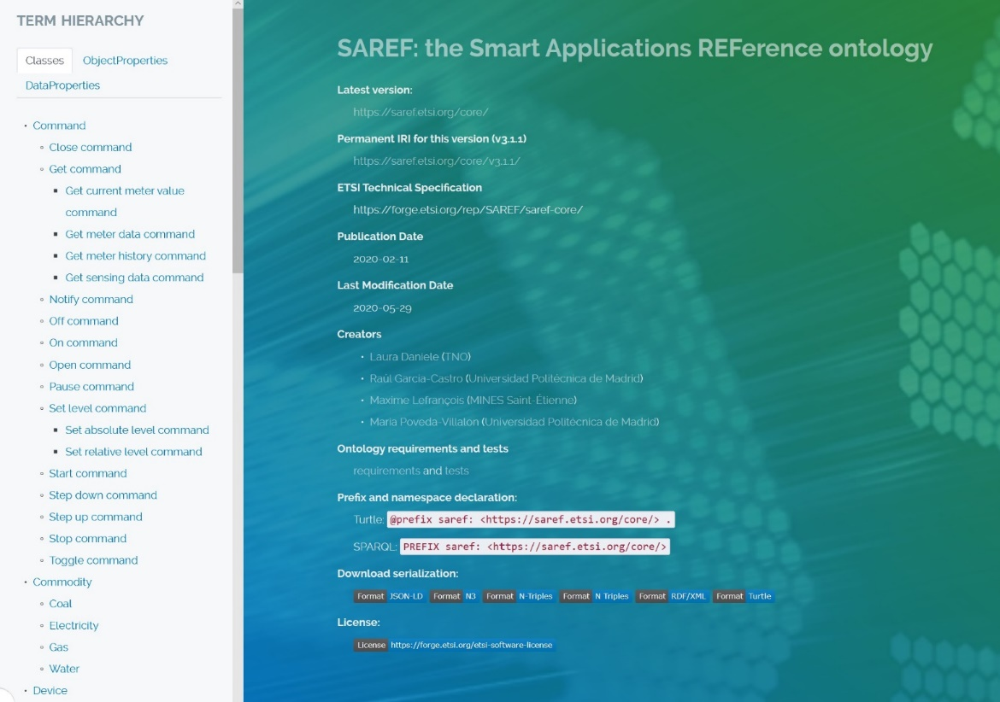 TERM HIERARCHY
Classes
ObjectProperties
DataProperties
Command
Close command
Get command
Get current meter value
command
Get meter data command
Get meter history command
Get sensing data command
Notify command
Off command
On command
Open command
Pause command
Set level command
Set absolute level command
Set relative level command
Start command
Step down command
Step up command
Stop command
Toggle command
Commodity
Coal
Electricity
Gas
Water
Device
SAREF: the Smart Applications REFerence ontology
Latest version:
https://saref.etsi.org/core/
Permanent IRI for this version (v3.1.1)
https://saref.etsi.org/core/v3.1.1/
ETSI Technical Specification
https://forge.etsi.org/rep/SAREF/saref-core/
Publication Date
2020-02-11
Last Modification Date
2020-05-29
Creators
Laura Daniele (TNO)
Raúl García-Castro (Universidad Politécnica de Madrid)
Maxime Lefrançois (MINES Saint-Étienne)
Maria Poveda-Villalon (Universidad Politécnica de Madrid)
Ontology requirements and tests
requirements and tests
Prefix and namespace declaration:
Turtle: @prefix saref: <https://saref.etsi.org/core/> .
SPARQL: PREFIX saref: <https://saref.etsi.org/core/>
Download serialization:
Format JSON-LD Format N3 Format N-Triples Format N Triples Format RDF/XML Format Turtle
License:
License https://forge.etsi.org/etsi-software-license